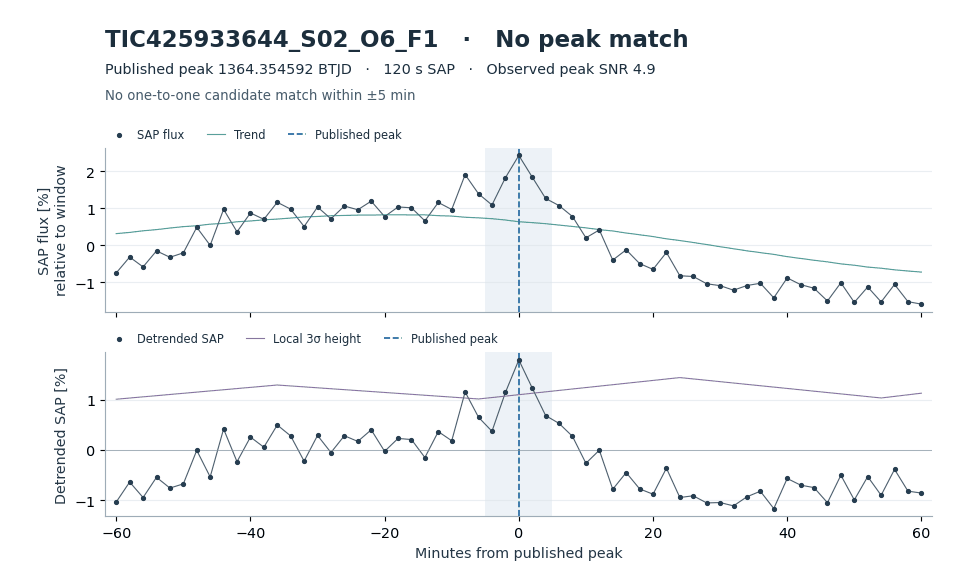 TIC425933644_S02_O6_F1 · No peak match
Published peak 1364.354592 BTJD · 120 s SAP · Observed peak SNR 4.9
No one-to-one candidate match within ±5 min
SAP flux Trend Published peak
SAP flux [%]
relative to window
2
1
0
−1
Detrended SAP Local 3σ height Published peak
Detrended SAP [%]
1
0
−1
−60 −40 −20 0 20 40 60
Minutes from published peak